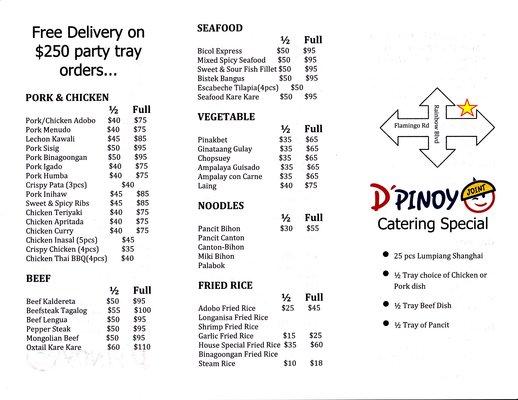 Free Delivery on
$250 party tray
orders...
PORK & CHICKEN
½ Full
Pork/Chicken Adobo $40 $75
Pork Menudo $40 $75
Lechon Kawali $45 $85
Pork Sisig $50 $95
Pork Binagoongan $50 $95
Pork Igado $40 $75
Pork Humba $40 $75
Crispy Pata (3pcs) $40
Pork Inihaw $45 $85
Sweet & Spicy Ribs $45 $85
Chicken Teriyaki $40 $75
Chicken Apritada $40 $75
Chicken Curry $40 $75
Chicken Inasal (5pcs) $45
Crispy Chicken (4pcs) $35
Chicken Thai BBQ(4pcs) $40
BEEF
½ Full
Beef Kaldereta $50 $95
Beefsteak Tagalog $55 $100
Beef Lengua $50 $95
Pepper Steak $50 $95
Mongolian Beef $50 $95
Oxtail Kare Kare $60 $110
SEAFOOD
½ Full
Bicol Express $50 $95
Mixed Spicy Seafood $50 $95
Sweet & Sour Fish Fillet $50 $95
Bistek Bangus $50 $95
Escabeche Tilapia(4pcs) $50
Seafood Kare Kare $50 $95
VEGETABLE
½ Full
Pinakbet $35 $65
Ginataang Gulay $35 $65
Chopsuey $35 $65
Ampalaya Guisado $35 $65
Ampalay con Carne $35 $65
Laing $40 $75
NOODLES
½ Full
Pancit Bihon $30 $55
Pancit Canton
Canton-Bihon
Miki Bihon
Palabok
FRIED RICE
½ Full
Adobo Fried Rice $25 $45
Longanisa Fried Rice
Shrimp Fried Rice
Garlic Fried Rice $15 $25
House Special Fried Rice $35 $60
Binagoongan Fried Rice
Steam Rice $10 $18
Flamingo Rd
Rainbow Blvd
D'PINOY JOINT
Catering Special
• 25 pcs Lumpiang Shanghai
• ½ Tray choice of Chicken or
Pork dish
• ½ Tray Beef Dish
• ½ Tray of Pancit